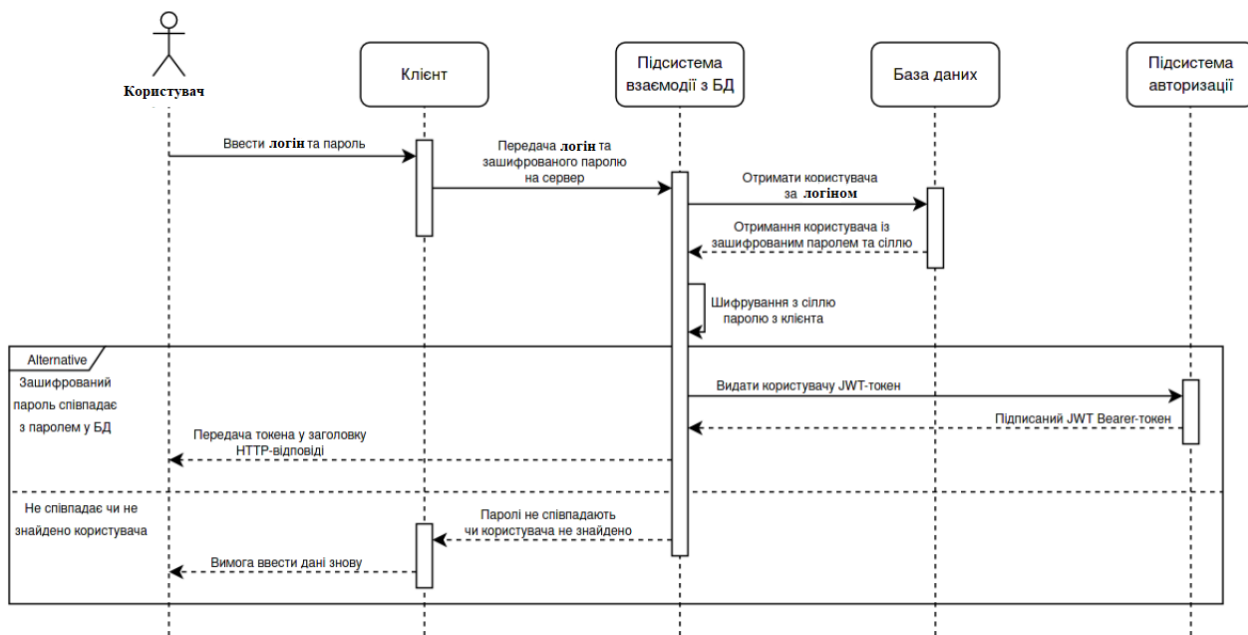 Користувач
Клієнт
Підсистема
взаємодії з БД
База даних
Підсистема
авторизації
Ввести логін та пароль
Передача логін та
зашифрованого паролю
на сервер
Отримати користувача
за логіном
Отримання користувача із
зашифрованим паролем та сіллю
Шифрування з сіллю
паролю з клієнта
Alternative
Зашифрований
пароль співпадає
з паролем у БД
Видати користувачу JWT-токен
Підписаний JWT Bearer-токен
Передача токена у заголовку
HTTP-відповіді
Не співпадає чи не
знайдено користувача
Паролі не співпадають
чи користувача не знайдено
Вимога ввести дані знову